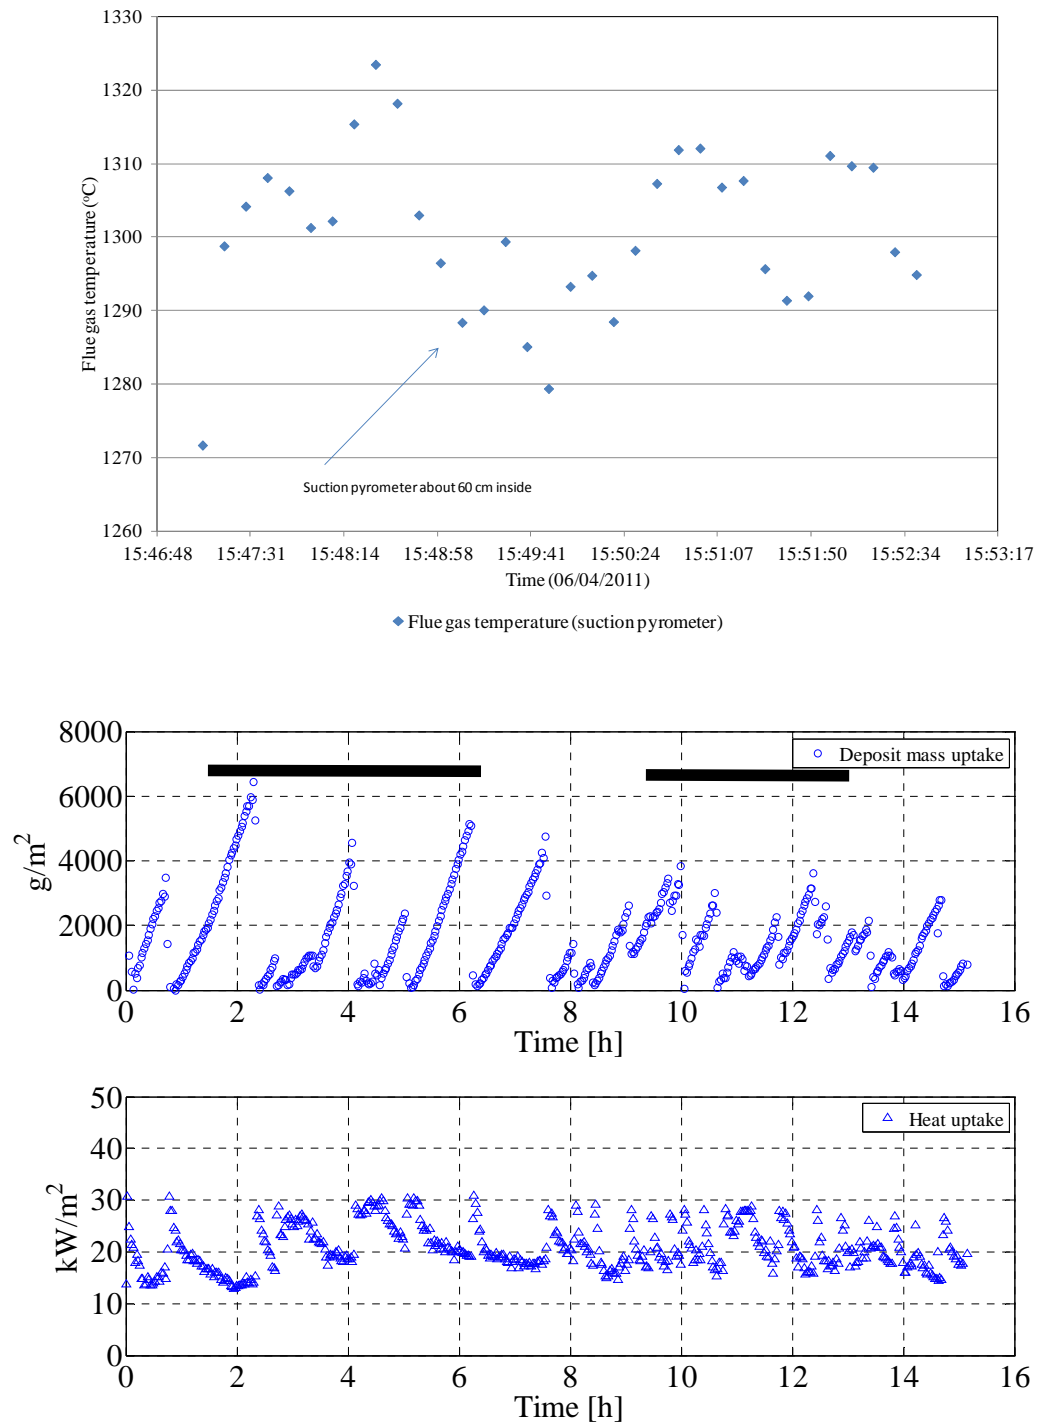 1330
1320
1310
1300
1290
1280
1270
1260
Flue gas temperature (°C)
Suction pyrometer about 60 cm inside
15:46:48 15:47:31 15:48:14 15:48:58 15:49:41 15:50:24 15:51:07 15:51:50 15:52:34 15:53:17
Time (06/04/2011)
Flue gas temperature (suction pyrometer)
8000
6000
4000
2000
0
g/m²
Deposit mass uptake
0 2 4 6 8 10 12 14 16
Time [h]
50
40
30
20
10
0
kW/m²
Heat uptake
0 2 4 6 8 10 12 14 16
Time [h]